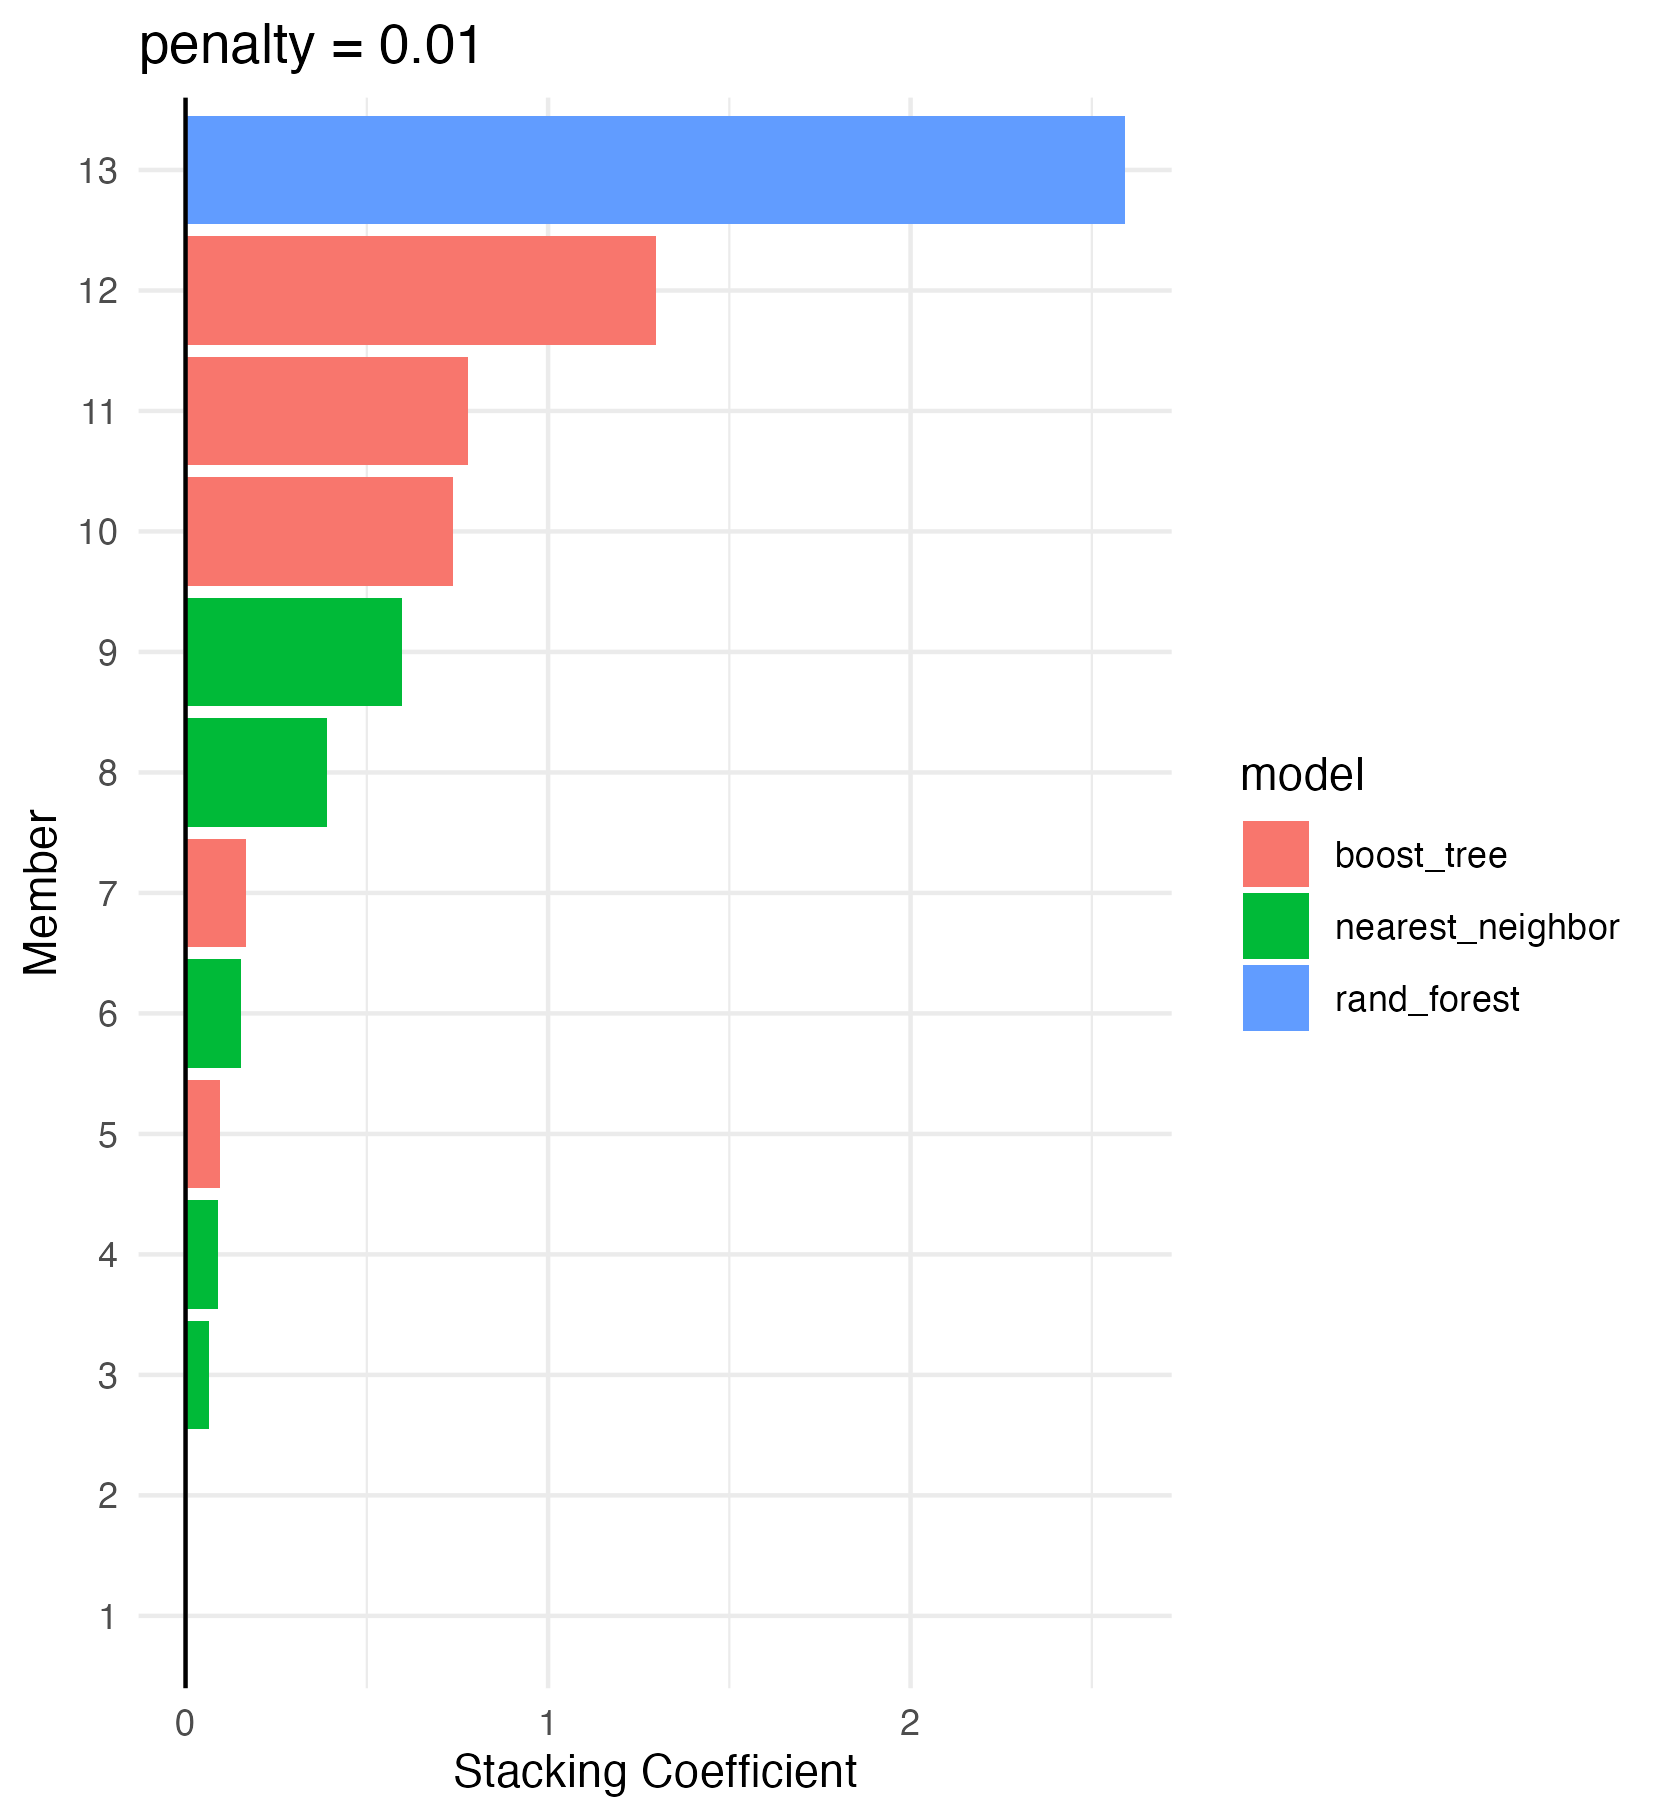 penalty = 0.01
13
12
11
10
9
8
7
6
5
4
3
2
1
Member
0 1 2
Stacking Coefficient
model
boost_tree
nearest_neighbor
rand_forest